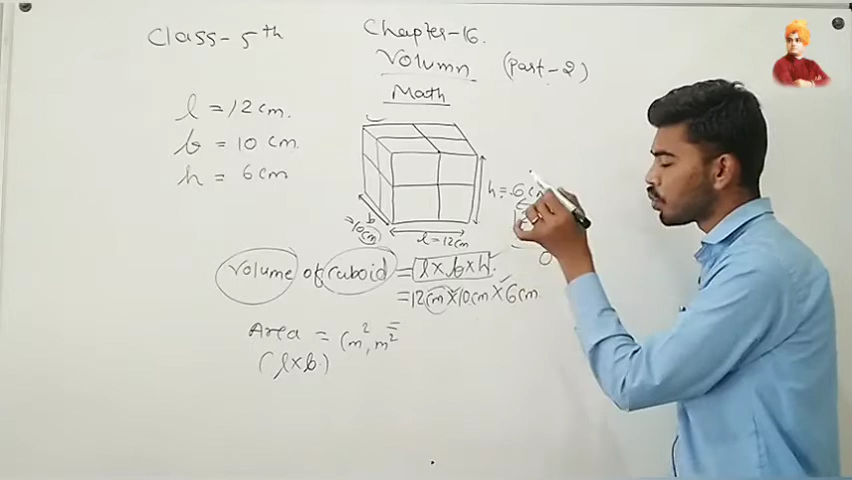 Class-5th
Chapter-16.
Volumn (Part-2)
Math
l = 12 cm.
b = 10 cm
h = 6 cm
h = 6 cm
b
=10 cm
l = 12 cm
Volume of cuboid = l×b×h.
= 12 cm × 10 cm × 6 cm
Area = cm², m²
(l×b)